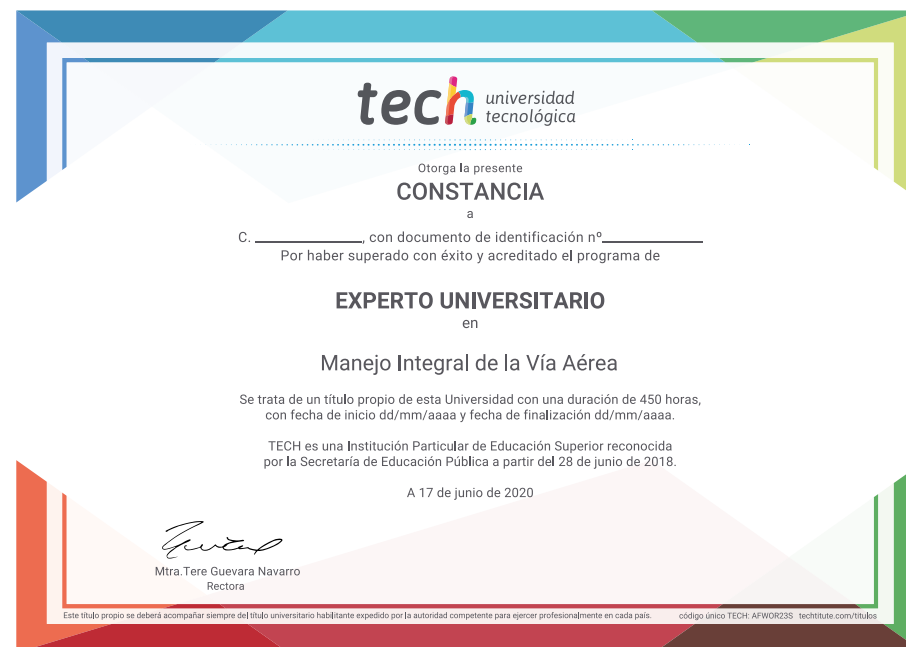 tech universidad
tecnológica
Otorga la presente
CONSTANCIA
a
C. ____________, con documento de identificación nº____________
Por haber superado con éxito y acreditado el programa de
EXPERTO UNIVERSITARIO
en
Manejo Integral de la Vía Aérea
Se trata de un título propio de esta Universidad con una duración de 450 horas,
con fecha de inicio dd/mm/aaaa y fecha de finalización dd/mm/aaaa.
TECH es una Institución Particular de Educación Superior reconocida
por la Secretaría de Educación Pública a partir del 28 de junio de 2018.
A 17 de junio de 2020
Mtra.Tere Guevara Navarro
Rectora
Este título propio se deberá acompañar siempre del título universitario habilitante expedido por la autoridad competente para ejercer profesionalmente en cada país. código único TECH: AFWOR23S techtitute.com/titulos